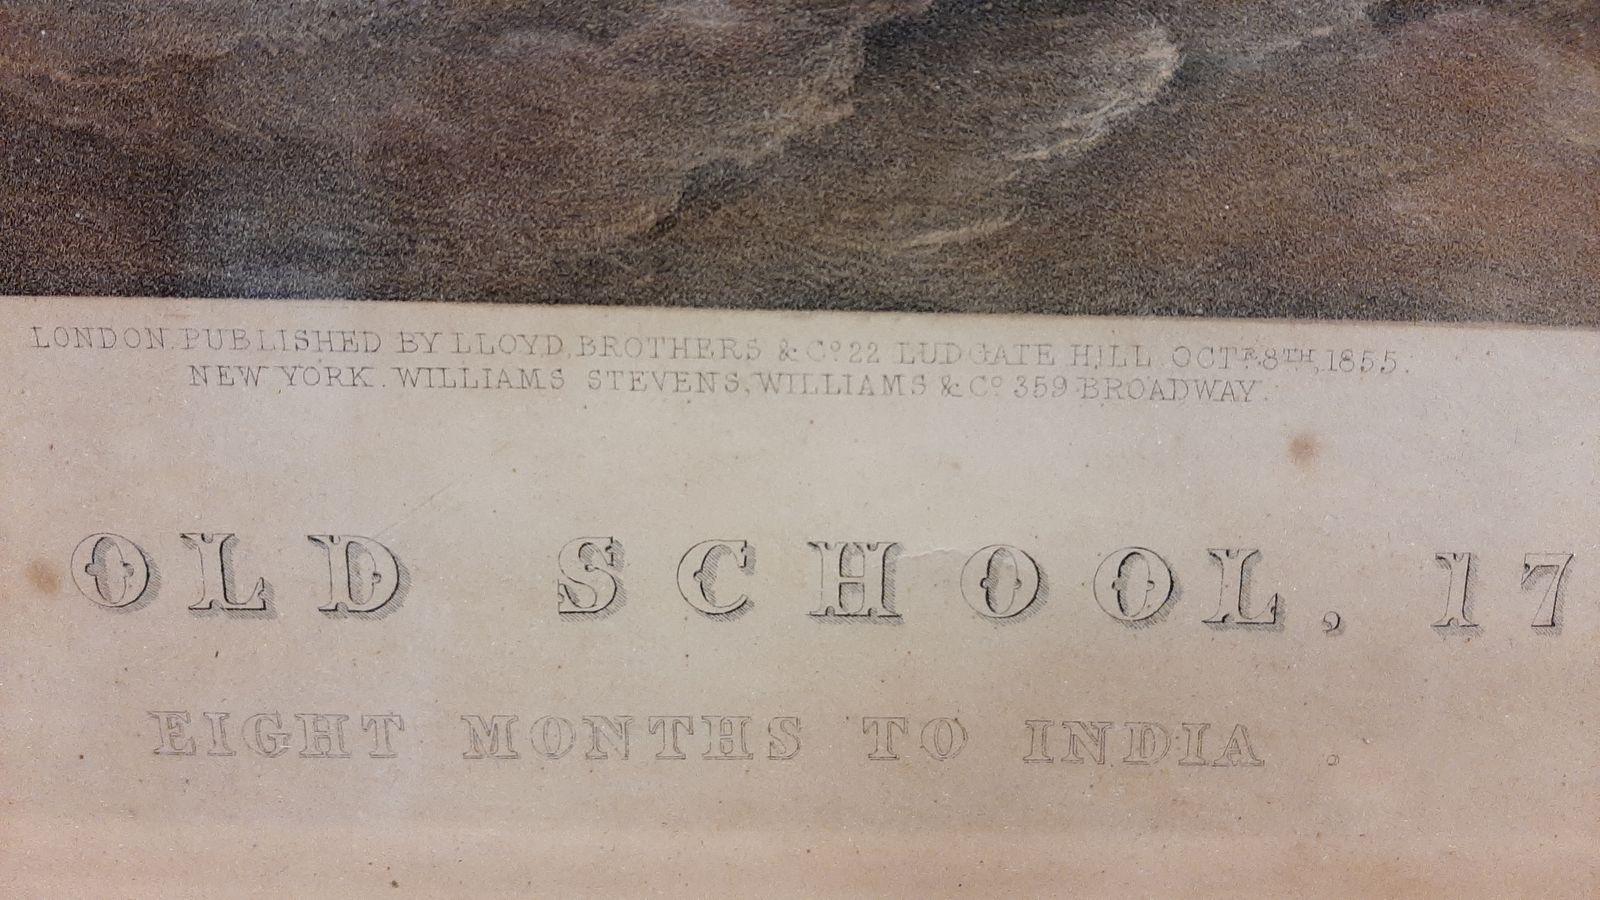 LONDON. PUBLISHED BY LLOYD, BROTHERS & Cº 22 LUDGATE HILL. OCTR. 8TH, 1855.
NEW YORK. WILLIAMS STEVENS, WILLIAMS & Cº 359 BROADWAY.
OLD SCHOOL, 17
EIGHT MONTHS TO INDIA .